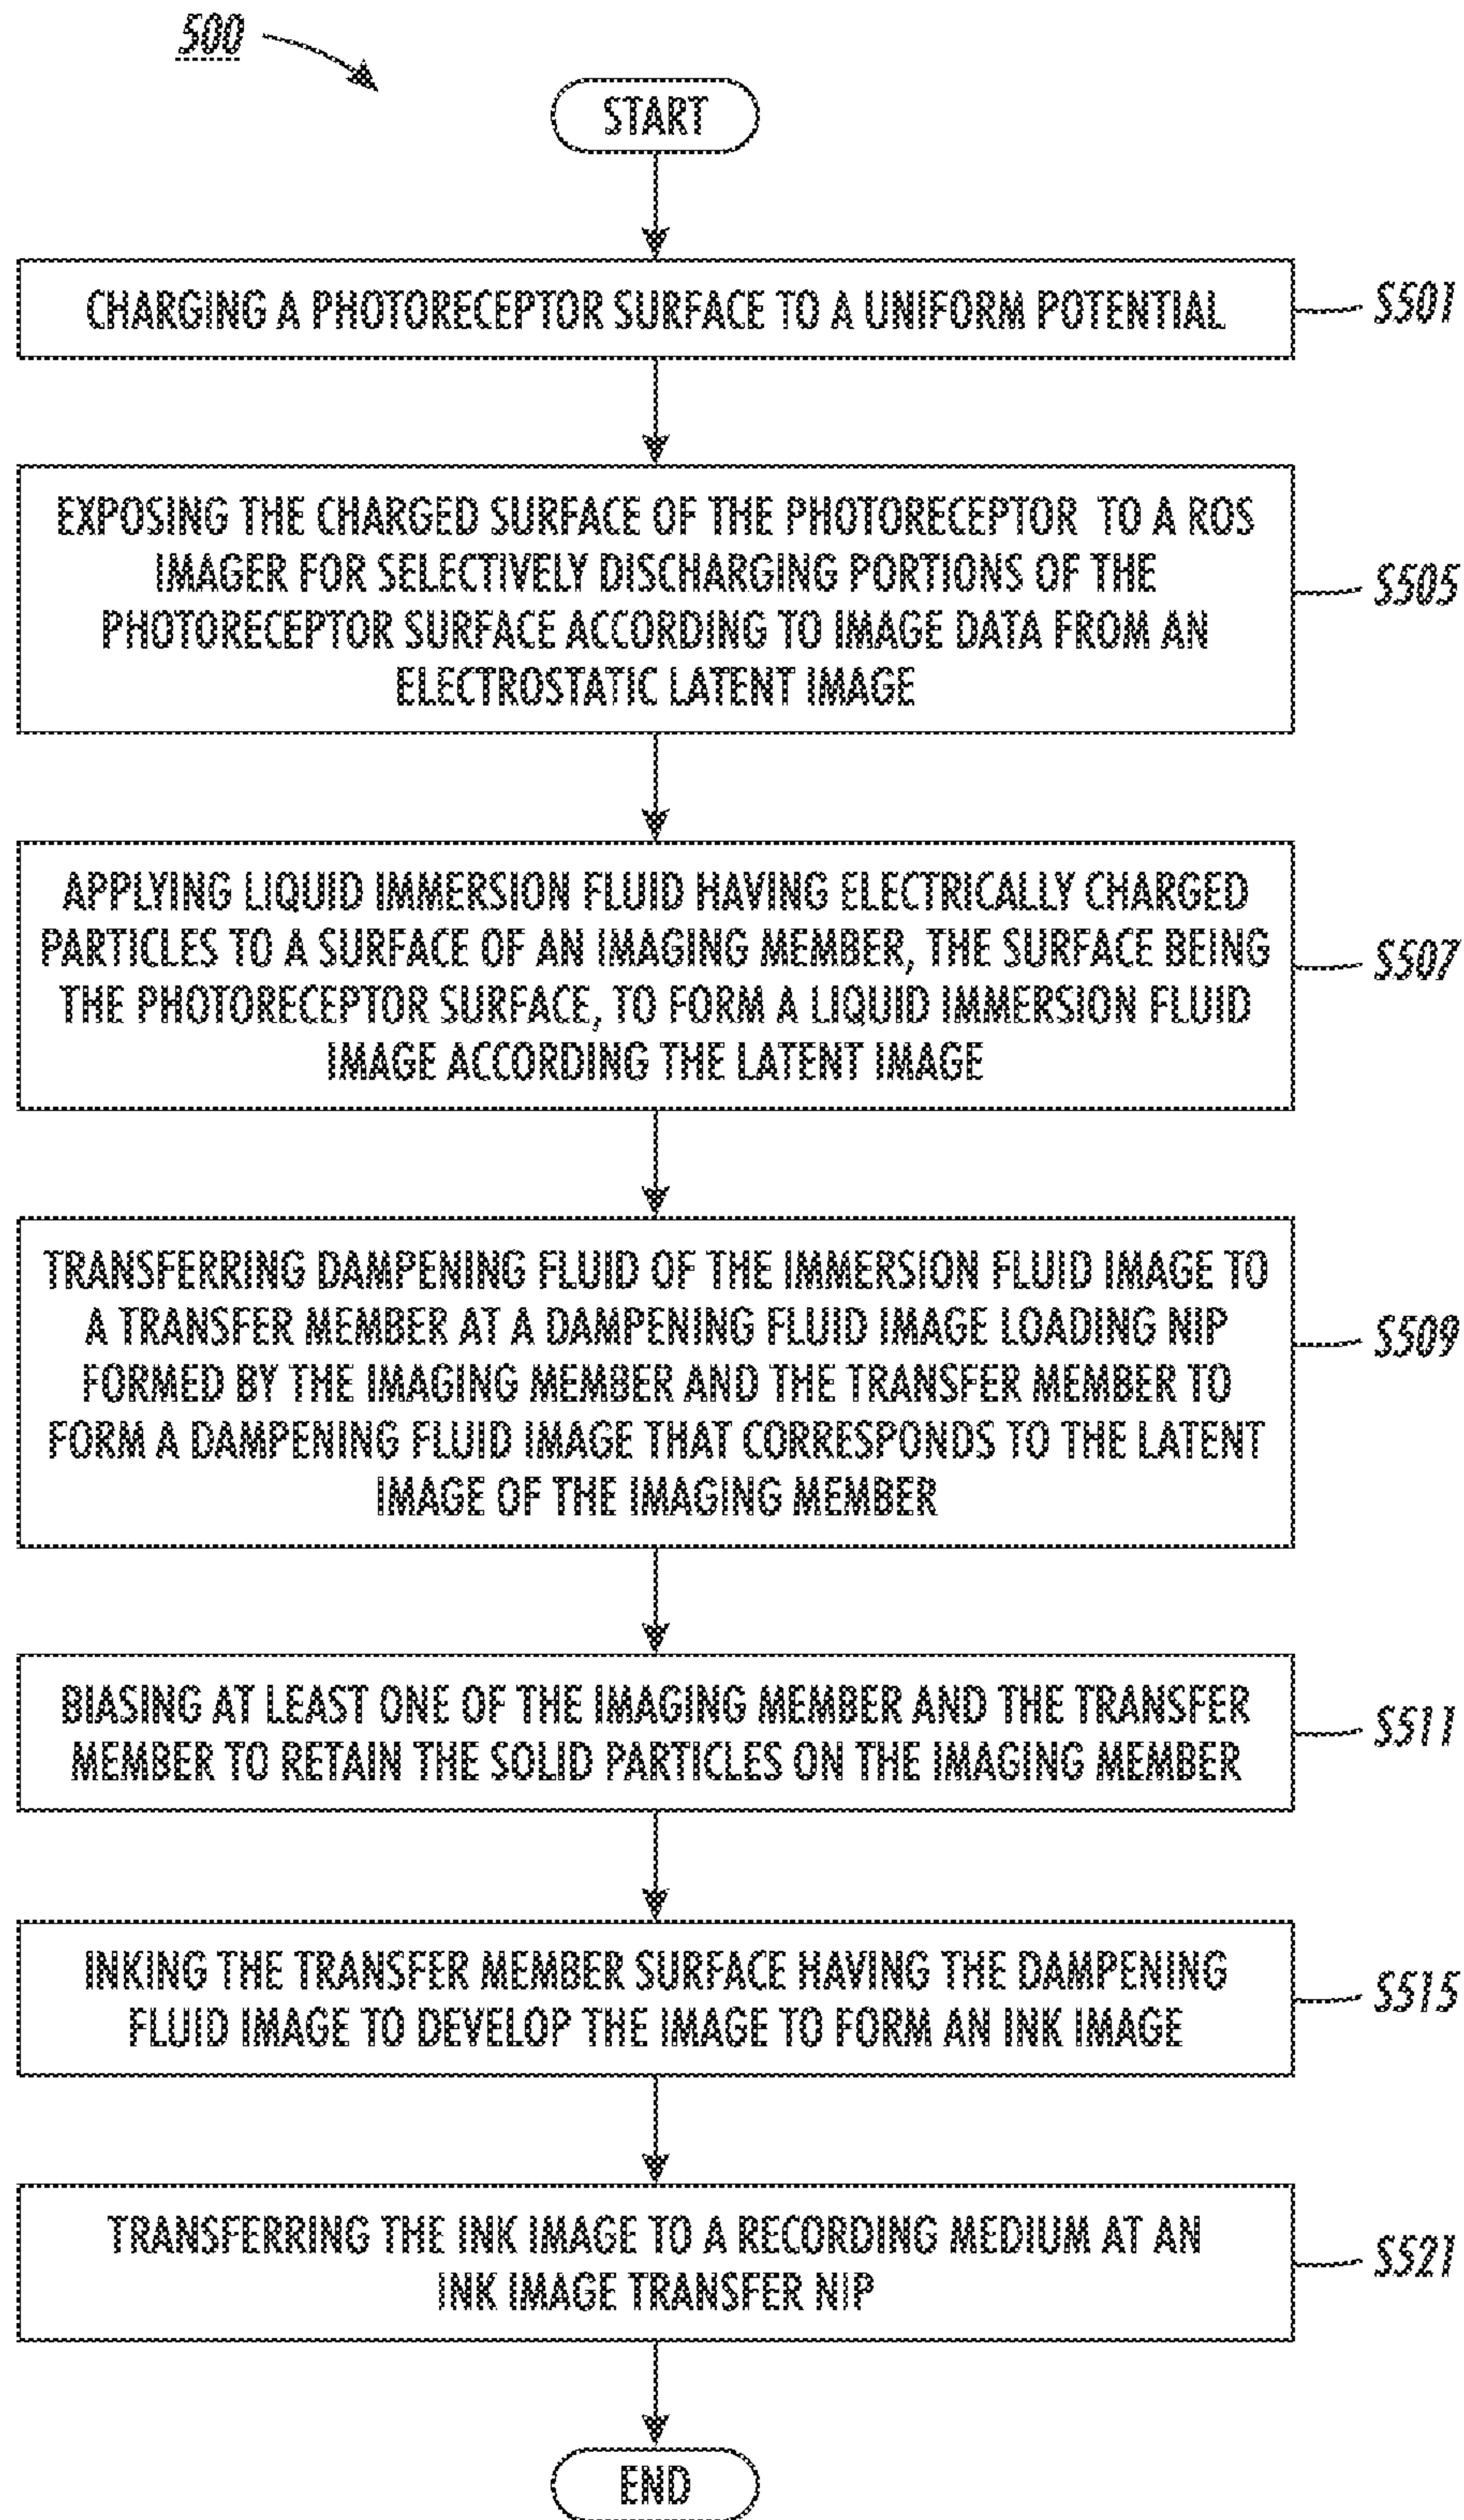 500
START
CHARGING A PHOTORECEPTOR SURFACE TO A UNIFORM POTENTIAL
S501
EXPOSING THE CHARGED SURFACE OF THE PHOTORECEPTOR TO A ROS
IMAGER FOR SELECTIVELY DISCHARGING PORTIONS OF THE
PHOTORECEPTOR SURFACE ACCORDING TO IMAGE DATA FROM AN
ELECTROSTATIC LATENT IMAGE
S505
APPLYING LIQUID IMMERSION FLUID HAVING ELECTRICALLY CHARGED
PARTICLES TO A SURFACE OF AN IMAGING MEMBER, THE SURFACE BEING
THE PHOTORECEPTOR SURFACE, TO FORM A LIQUID IMMERSION FLUID
IMAGE ACCORDING THE LATENT IMAGE
S507
TRANSFERRING DAMPENING FLUID OF THE IMMERSION FLUID IMAGE TO
A TRANSFER MEMBER AT A DAMPENING FLUID IMAGE LOADING NIP
FORMED BY THE IMAGING MEMBER AND THE TRANSFER MEMBER TO
FORM A DAMPENING FLUID IMAGE THAT CORRESPONDS TO THE LATENT
IMAGE OF THE IMAGING MEMBER
S509
BIASING AT LEAST ONE OF THE IMAGING MEMBER AND THE TRANSFER
MEMBER TO RETAIN THE SOLID PARTICLES ON THE IMAGING MEMBER
S511
INKING THE TRANSFER MEMBER SURFACE HAVING THE DAMPENING
FLUID IMAGE TO DEVELOP THE IMAGE TO FORM AN INK IMAGE
S515
TRANSFERRING THE INK IMAGE TO A RECORDING MEDIUM AT AN
INK IMAGE TRANSFER NIP
S521
END